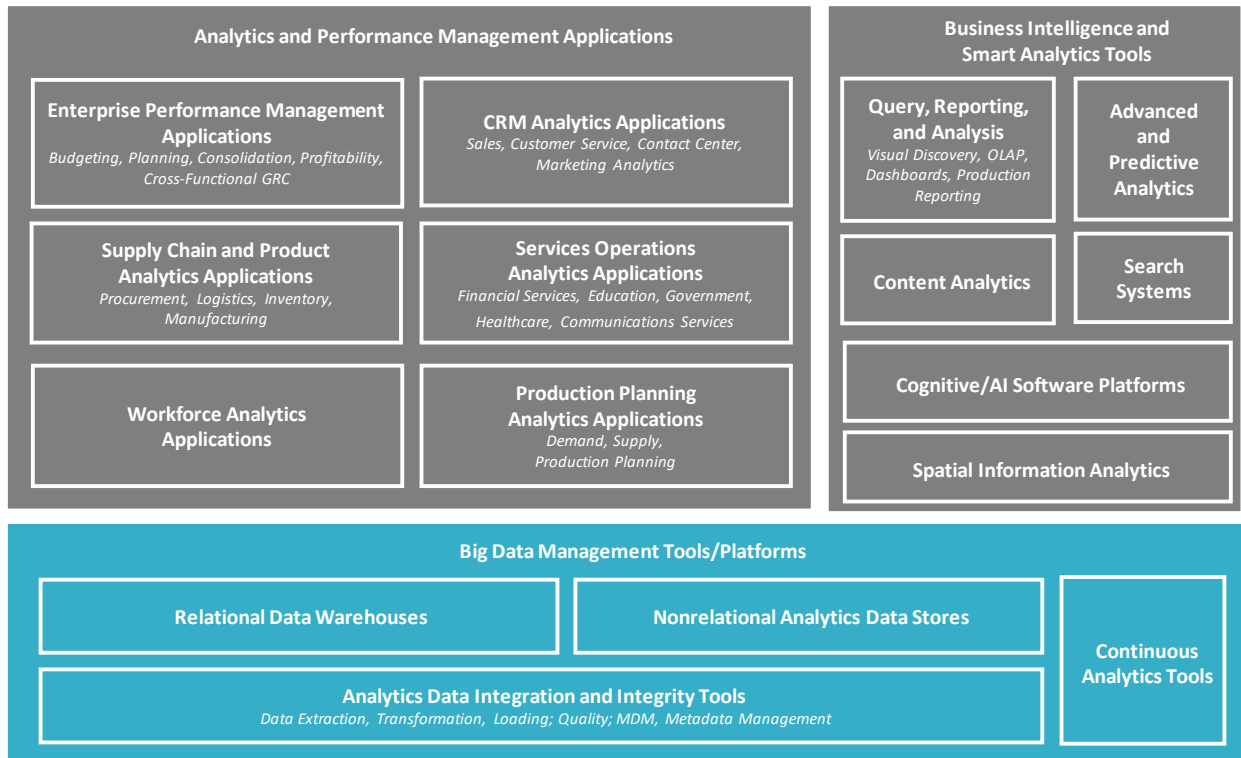 Analytics and Performance Management Applications
Enterprise Performance Management
Applications
Budgeting, Planning, Consolidation, Profitability,
Cross-Functional GRC
CRM Analytics Applications
Sales, Customer Service, Contact Center,
Marketing Analytics
Supply Chain and Product
Analytics Applications
Procurement, Logistics, Inventory,
Manufacturing
Services Operations
Analytics Applications
Financial Services, Education, Government,
Healthcare, Communications Services
Workforce Analytics
Applications
Production Planning
Analytics Applications
Demand, Supply,
Production Planning
Business Intelligence and
Smart Analytics Tools
Query, Reporting,
and Analysis
Visual Discovery, OLAP,
Dashboards, Production
Reporting
Advanced
and
Predictive
Analytics
Content Analytics
Search
Systems
Cognitive/AI Software Platforms
Spatial Information Analytics
Big Data Management Tools/Platforms
Relational Data Warehouses
Nonrelational Analytics Data Stores
Analytics Data Integration and Integrity Tools
Data Extraction, Transformation, Loading; Quality; MDM, Metadata Management
Continuous
Analytics Tools